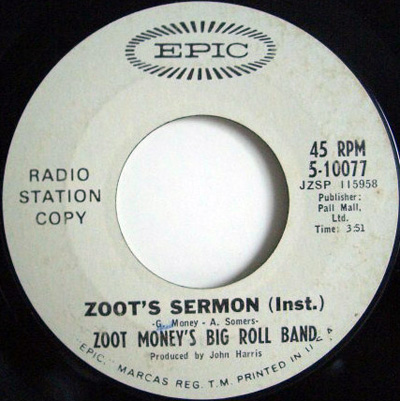 EPIC
RADIO
STATION
COPY
45 RPM
5-10077
JZSP 115958
Publisher:
Pall Mall,
Ltd.
Time: 3:51
ZOOT'S SERMON (Inst.)
-G. Money - A. Somers-
ZOOT MONEY'S BIG ROLL BAND
Produced by John Harris
"EPIC," MARCAS REG. T.M. PRINTED IN U.S.A.